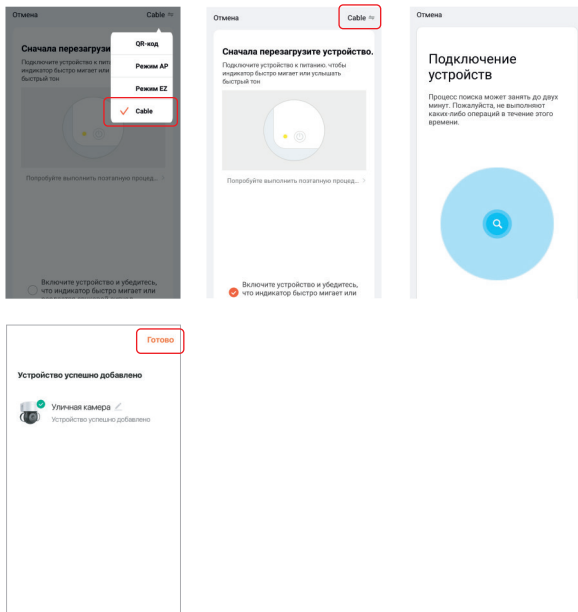 Отмена
Cable ⇋
QR-код
Режим AP
Режим EZ
Cable
Сначала перезагрузи
Подключите устройство к пита
индикатор быстро мигает или
быстрый тон
Попробуйте выполнить поэтапную процед... >
Включите устройство и убедитесь,
что индикатор быстро мигает или
Отмена
Cable ⇋
Сначала перезагрузите устройство.
Подключите устройство к питанию. чтобы
индикатор быстро мигает или услышать
быстрый тон
Попробуйте выполнить поэтапную процед... >
Включите устройство и убедитесь,
что индикатор быстро мигает или
Отмена
Подключение
устройств
Процесс поиска может занять до двух
минут. Пожалуйста, не выполняют
каких-либо операций в течение этого
времени.
Готово
Устройство успешно добавлено
Уличная камера
Устройство успешно добавлено